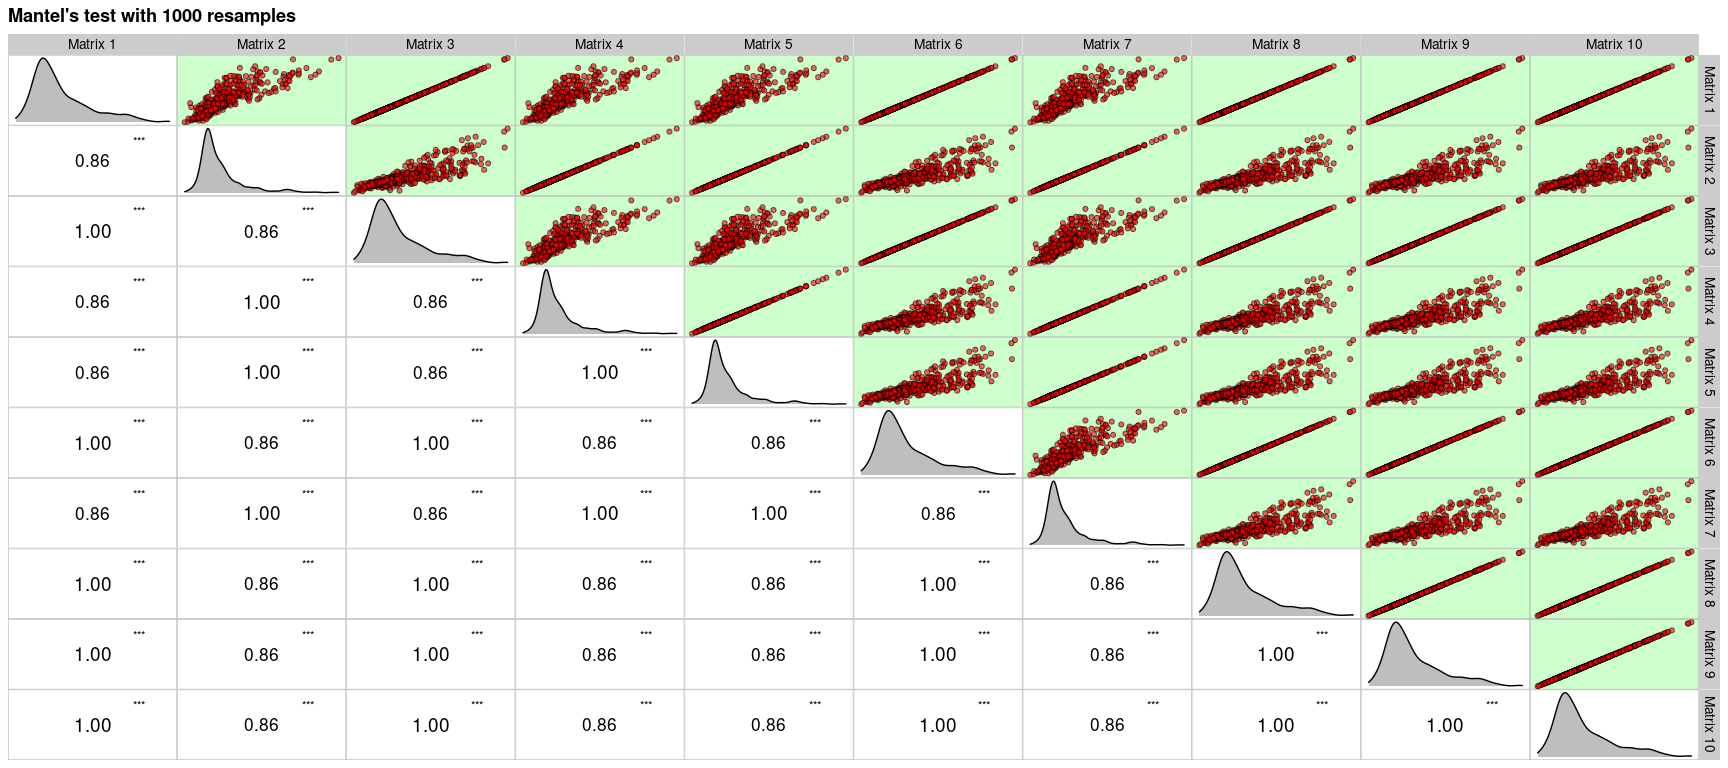 Mantel's test with 1000 resamples
Matrix 1 Matrix 2 Matrix 3 Matrix 4 Matrix 5 Matrix 6 Matrix 7 Matrix 8 Matrix 9 Matrix 10
Matrix 1
0.86 *** Matrix 2
1.00 *** 0.86 *** Matrix 3
0.86 *** 1.00 *** 0.86 *** Matrix 4
0.86 *** 1.00 *** 0.86 *** 1.00 *** Matrix 5
1.00 *** 0.86 *** 1.00 *** 0.86 *** 0.86 *** Matrix 6
0.86 *** 1.00 *** 0.86 *** 1.00 *** 1.00 *** 0.86 *** Matrix 7
1.00 *** 0.86 *** 1.00 *** 0.86 *** 0.86 *** 1.00 *** 0.86 *** Matrix 8
1.00 *** 0.86 *** 1.00 *** 0.86 *** 0.86 *** 1.00 *** 0.86 *** 1.00 *** Matrix 9
1.00 *** 0.86 *** 1.00 *** 0.86 *** 0.86 *** 1.00 *** 0.86 *** 1.00 *** 1.00 *** Matrix 10